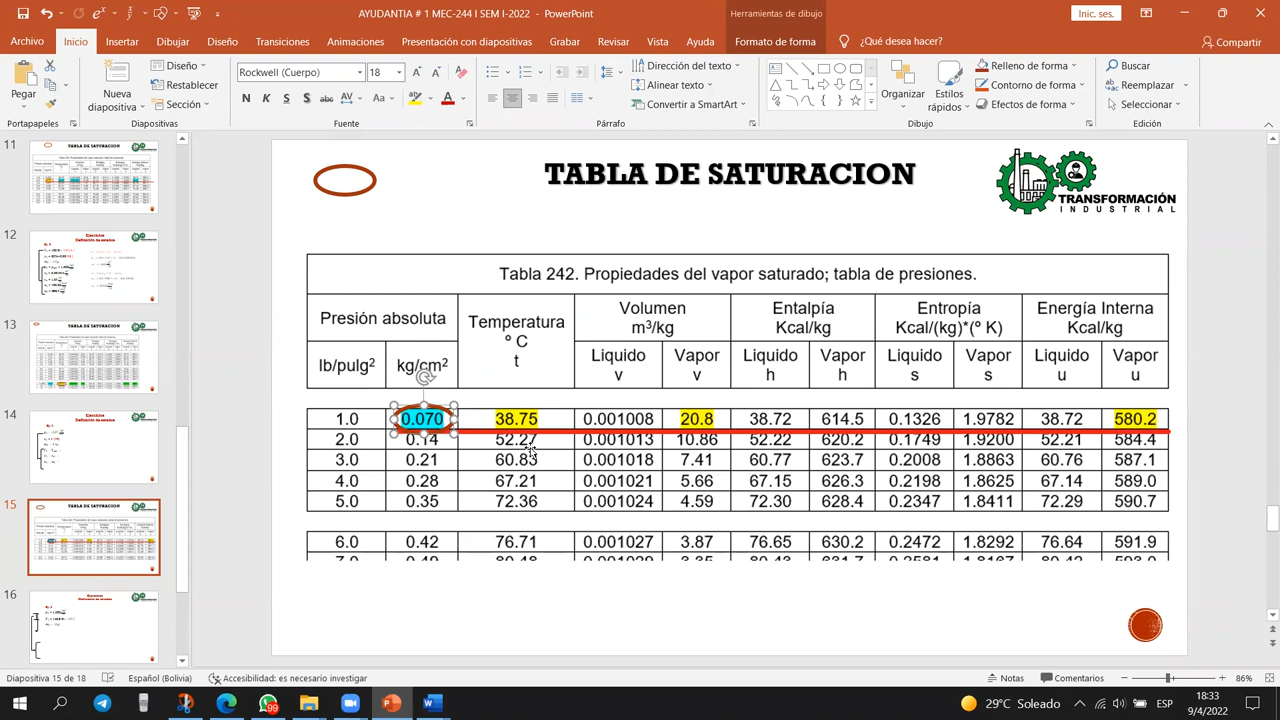 AYUDANTIA # 1 MEC-244 I SEM I-2022 - PowerPoint
Herramientas de dibujo
Inic. ses.
Archivo Inicio Insertar Dibujar Diseño Transiciones Animaciones Presentación con diapositivas Grabar Revisar Vista Ayuda Formato de forma ¿Qué desea hacer? Compartir
Pegar
Portapapeles
Nueva diapositiva
Diseño
Restablecer
Sección
Diapositivas
Rockwell (Cuerpo) 18
N K S S abc AV Aa A
Fuente
Dirección del texto
Alinear texto
Convertir a SmartArt
Párrafo
Organizar
Estilos rápidos
Relleno de forma
Contorno de forma
Efectos de forma
Dibujo
Buscar
Reemplazar
Seleccionar
Edición
11
12
13
14
15
16
TABLA DE SATURACION
TRANSFORMACIÓN
INDUSTRIAL
Tabla 242. Propiedades del vapor saturado; tabla de presiones.
Presión absoluta
Temperatura º C t
Volumen m³/kg
Entalpía Kcal/kg
Entropía Kcal/(kg)*(º K)
Energía Interna Kcal/kg
lb/pulg² kg/cm² Liquido v Vapor v Liquido h Vapor h Liquido s Vapor s Liquido u Vapor u
1.0 0.070 38.75 0.001008 20.8 38.72 614.5 0.1326 1.9782 38.72 580.2
2.0 0.14 52.27 0.001013 10.86 52.22 620.2 0.1749 1.9200 52.21 584.4
3.0 0.21 60.83 0.001018 7.41 60.77 623.7 0.2008 1.8863 60.76 587.1
4.0 0.28 67.21 0.001021 5.66 67.15 626.3 0.2198 1.8625 67.14 589.0
5.0 0.35 72.36 0.001024 4.59 72.30 628.4 0.2347 1.8411 72.29 590.7
6.0 0.42 76.71 0.001027 3.87 76.65 630.2 0.2472 1.8292 76.64 591.9
Diapositiva 15 de 18 Español (Bolivia) Accesibilidad: es necesario investigar Notas Comentarios 86%
99
29°C Soleado ESP 18:33
9/4/2022